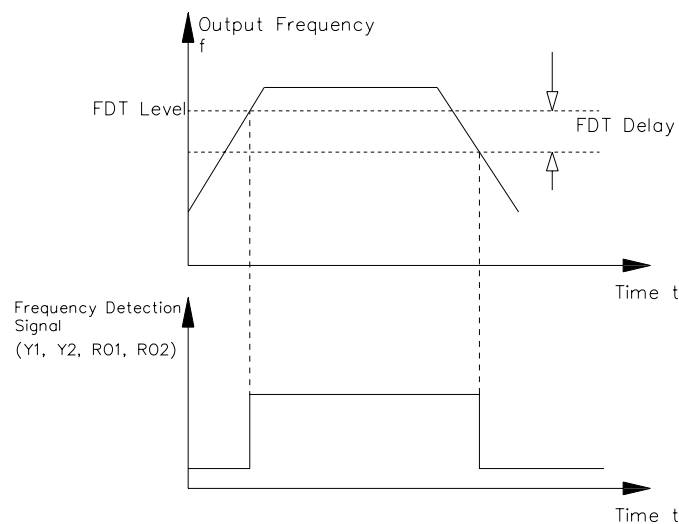 Output Frequency
f
FDT Level
FDT Delay
Time t
Frequency Detection
Signal
(Y1, Y2, RO1, RO2)
Time t